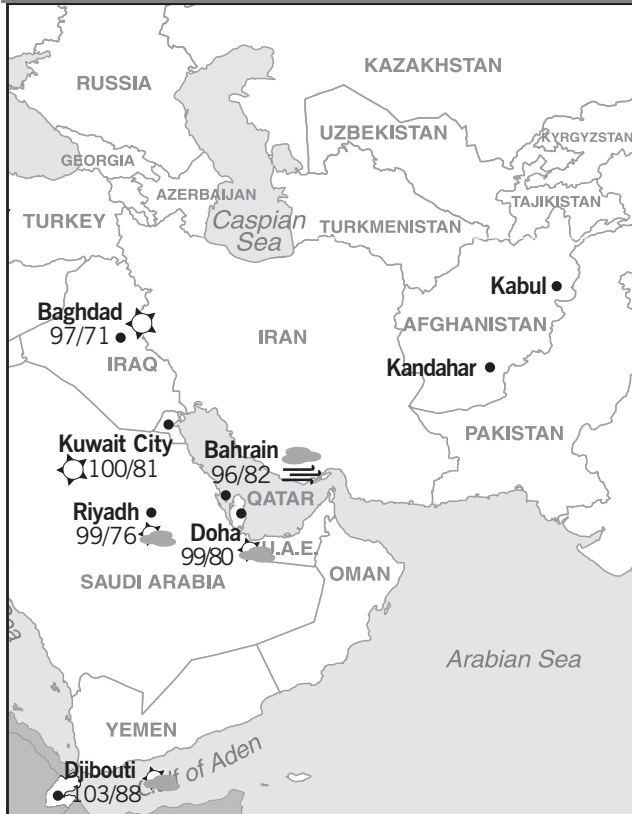 KAZAKHSTAN
RUSSIA
UZBEKISTAN
KYRGYZSTAN
GEORGIA
AZERBAIJAN
TAJIKISTAN
TURKEY
Caspian
Sea
TURKMENISTAN
Kabul
Baghdad
97/71
IRAQ
IRAN
AFGHANISTAN
Kandahar
PAKISTAN
Kuwait City
100/81
Bahrain
96/82
QATAR
Riyadh
99/76
Doha
99/80
U.A.E.
OMAN
SAUDI ARABIA
Arabian Sea
YEMEN
Djibouti
103/88
of Aden